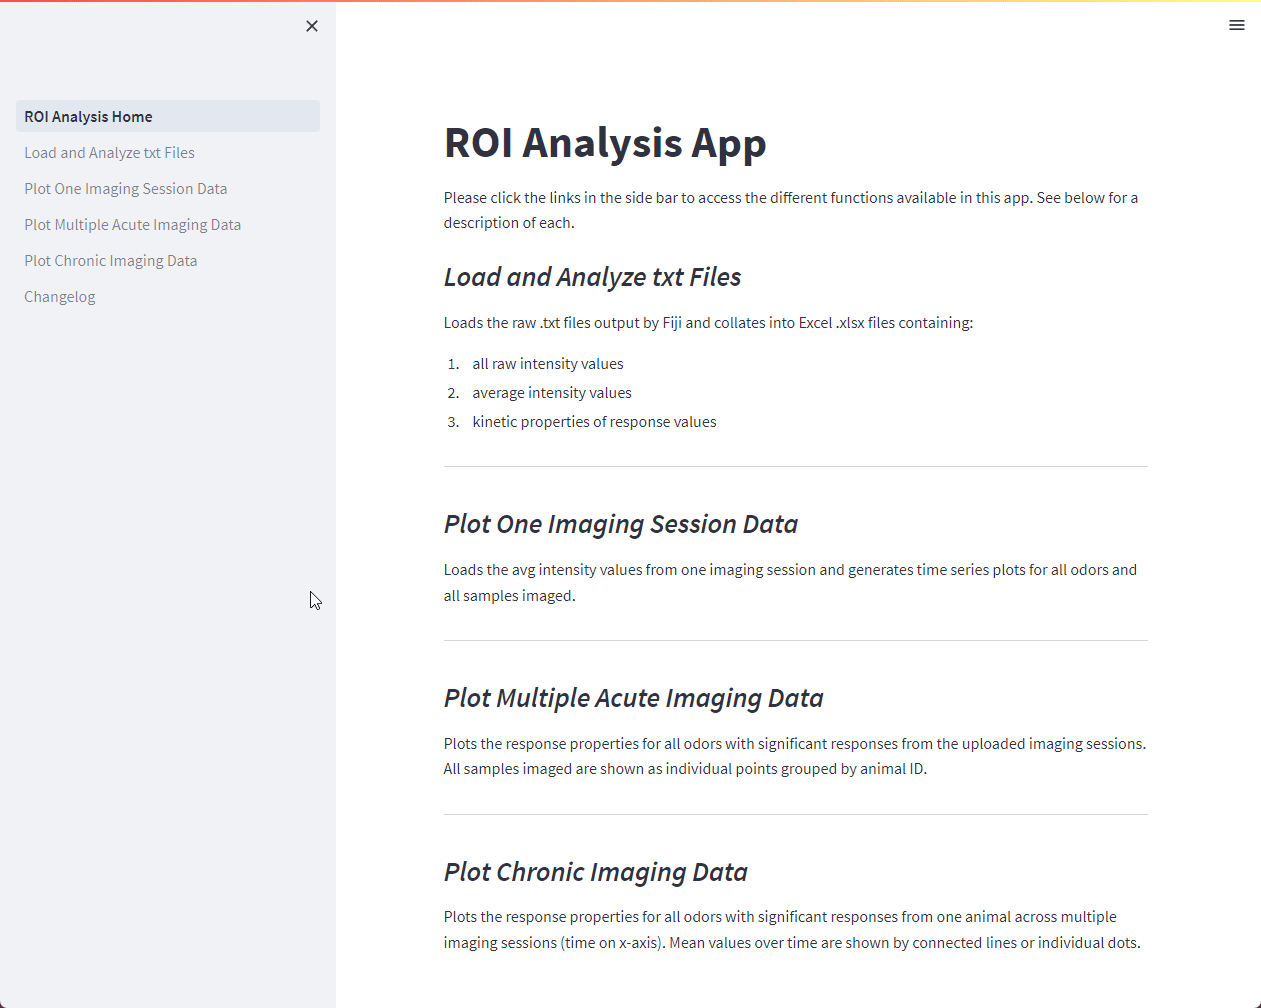 ROI Analysis Home
Load and Analyze txt Files
Plot One Imaging Session Data
Plot Multiple Acute Imaging Data
Plot Chronic Imaging Data
Changelog
ROI Analysis App
Please click the links in the side bar to access the different functions available in this app. See below for a
description of each.
Load and Analyze txt Files
Loads the raw .txt files output by Fiji and collates into Excel .xlsx files containing:
1. all raw intensity values
2. average intensity values
3. kinetic properties of response values
Plot One Imaging Session Data
Loads the avg intensity values from one imaging session and generates time series plots for all odors and
all samples imaged.
Plot Multiple Acute Imaging Data
Plots the response properties for all odors with significant responses from the uploaded imaging sessions.
All samples imaged are shown as individual points grouped by animal ID.
Plot Chronic Imaging Data
Plots the response properties for all odors with significant responses from one animal across multiple
imaging sessions (time on x-axis). Mean values over time are shown by connected lines or individual dots.